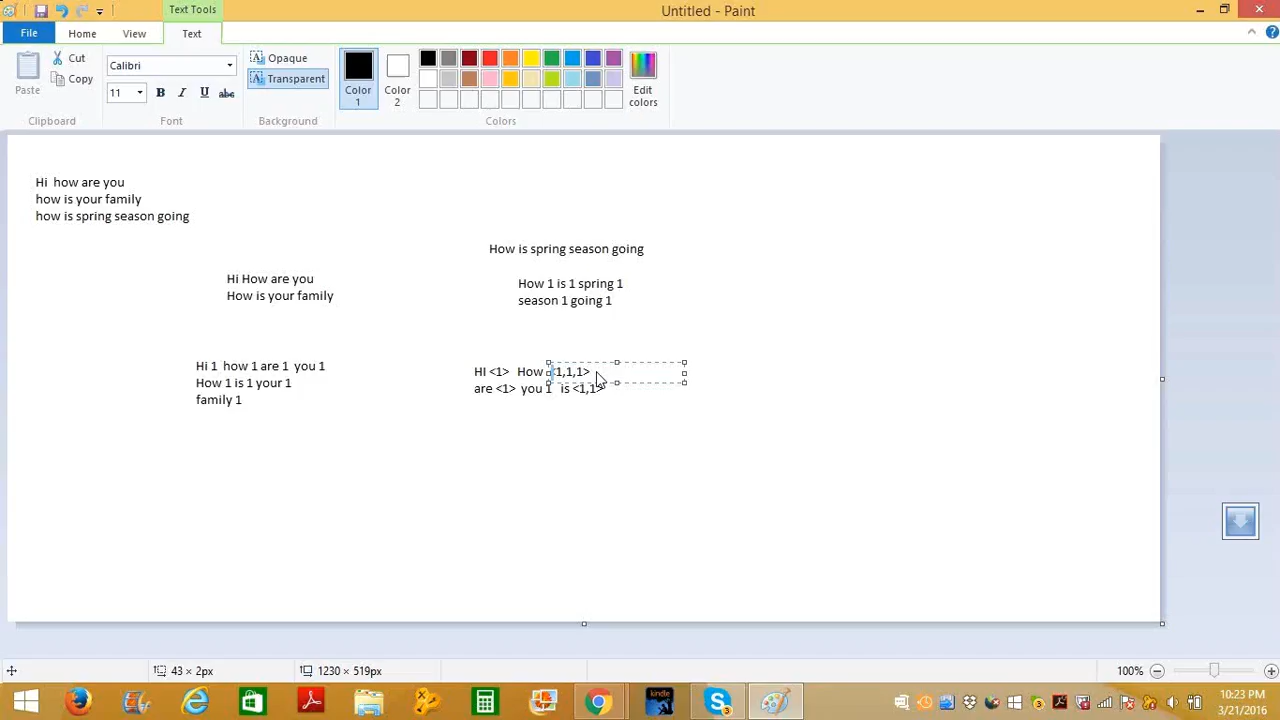 Text Tools
Untitled - Paint
File
Home
View
Text
Paste
Cut
Copy
Clipboard
Calibri
11
B I U abc
Font
Opaque
Transparent
Background
Color 1
Color 2
Edit colors
Colors
Hi  how are you
how is your family
how is spring season going
How is spring season going
Hi How are you
How is your family
How 1 is 1 spring 1
season 1 going 1
Hi 1  how 1 are 1  you 1
How 1 is 1 your 1
family 1
HI <1>   How <1,1,1>
are <1>  you 1   is <1,1>
43 × 2px
1230 × 519px
100%
kindle
10:23 PM
3/21/2016